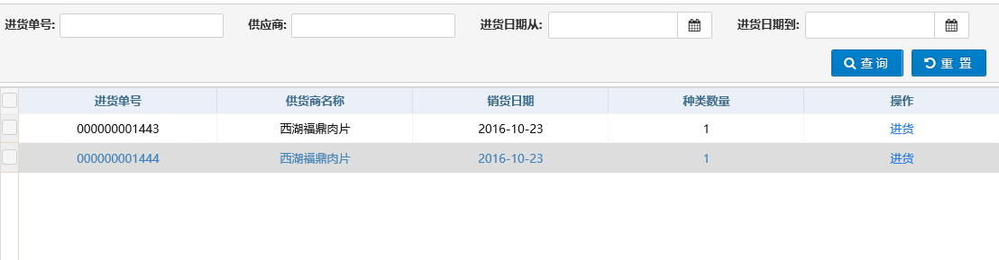 进货单号: 供应商: 进货日期从: 进货日期到:
查询 重置
进货单号 供货商名称 销货日期 种类数量 操作
000000001443 西湖福鼎肉片 2016-10-23 1 进货
000000001444 西湖福鼎肉片 2016-10-23 1 进货